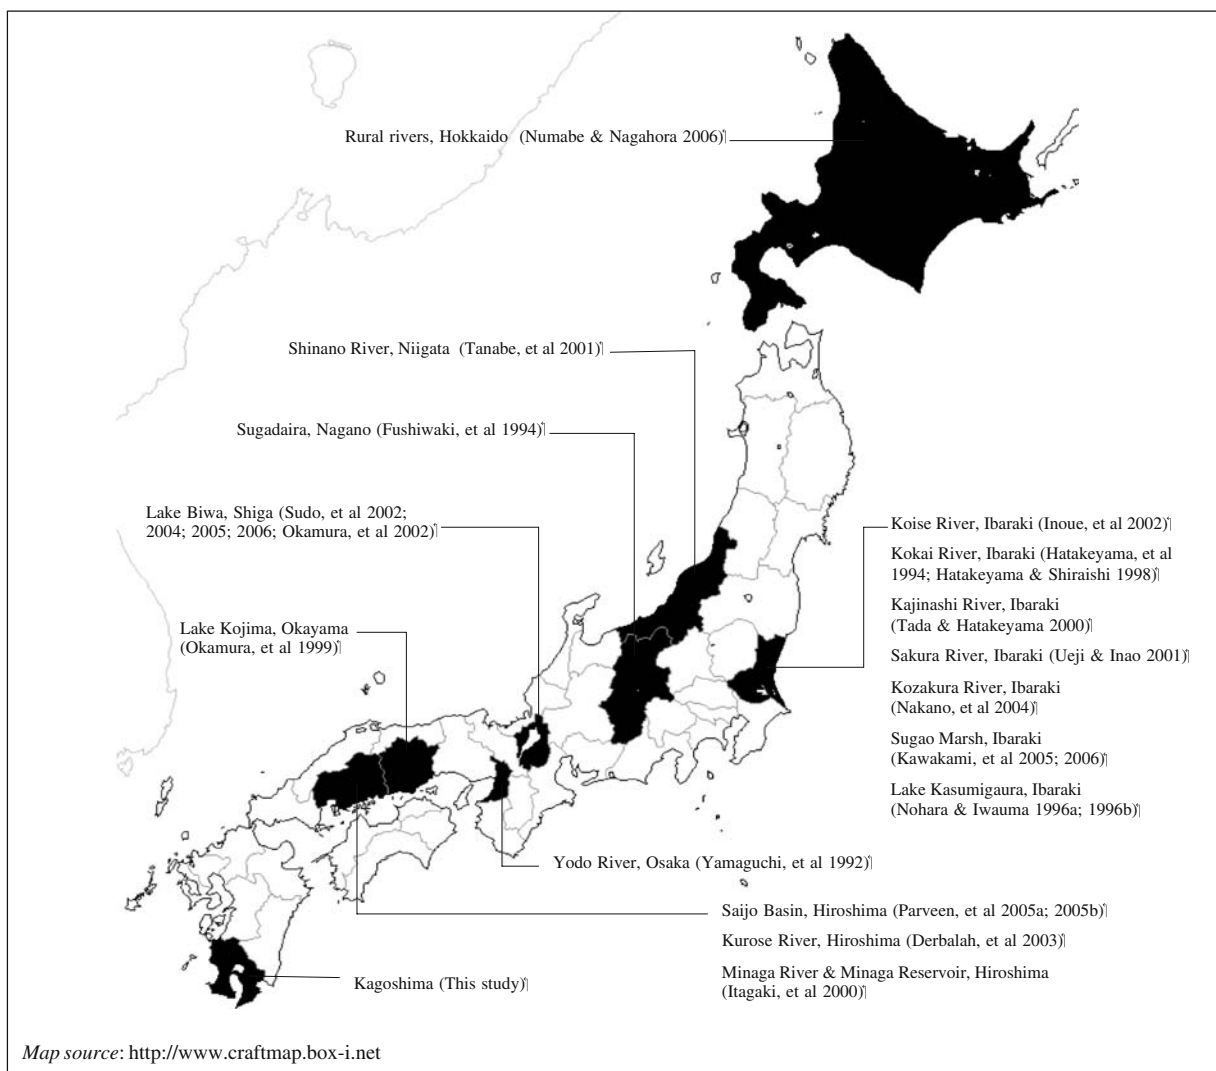 Rural rivers, Hokkaido (Numabe & Nagahora 2006)
Shinano River, Niigata (Tanabe, et al 2001)
Sugadaira, Nagano (Fushiwaki, et al 1994)
Lake Biwa, Shiga (Sudo, et al 2002;
2004; 2005; 2006; Okamura, et al 2002)
Lake Kojima, Okayama
(Okamura, et al 1999)
Koise River, Ibaraki (Inoue, et al 2002)
Kokai River, Ibaraki (Hatakeyama, et al
1994; Hatakeyama & Shiraishi 1998)
Kajinashi River, Ibaraki
(Tada & Hatakeyama 2000)
Sakura River, Ibaraki (Ueji & Inao 2001)
Kozakura River, Ibaraki
(Nakano, et al 2004)
Sugao Marsh, Ibaraki
(Kawakami, et al 2005; 2006)
Lake Kasumigaura, Ibaraki
(Nohara & Iwauma 1996a; 1996b)
Yodo River, Osaka (Yamaguchi, et al 1992)
Saijo Basin, Hiroshima (Parveen, et al 2005a; 2005b)
Kurose River, Hiroshima (Derbalah, et al 2003)
Minaga River & Minaga Reservoir, Hiroshima
(Itagaki, et al 2000)
Kagoshima (This study)
Map source: http://www.craftmap.box-i.net